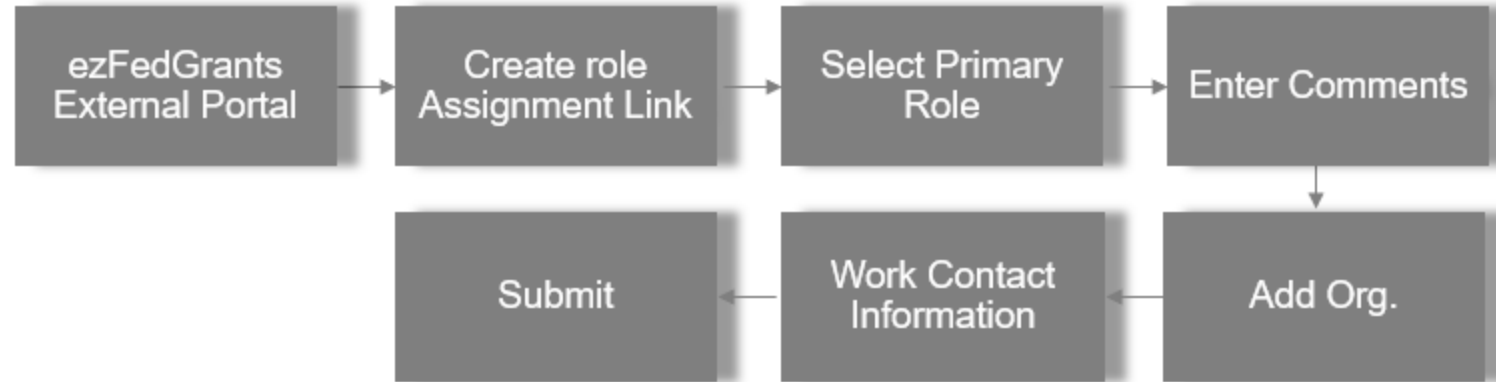 ezFedGrants
External Portal
Create role
Assignment Link
Select Primary
Role
Enter Comments
Add Org.
Work Contact
Information
Submit